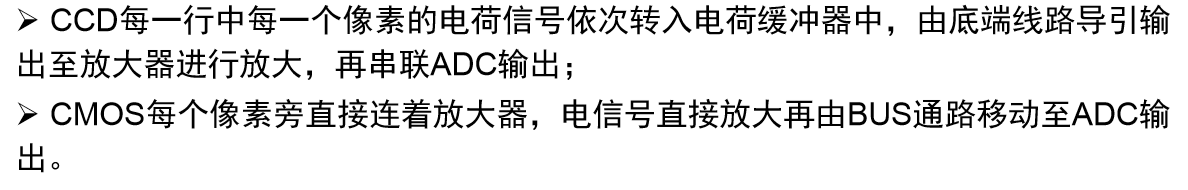 ➢ CCD每一行中每一个像素的电荷信号依次转入电荷缓冲器中，由底端线路导引输
出至放大器进行放大，再串联ADC输出；
➢ CMOS每个像素旁直接连着放大器，电信号直接放大再由BUS通路移动至ADC输
出。